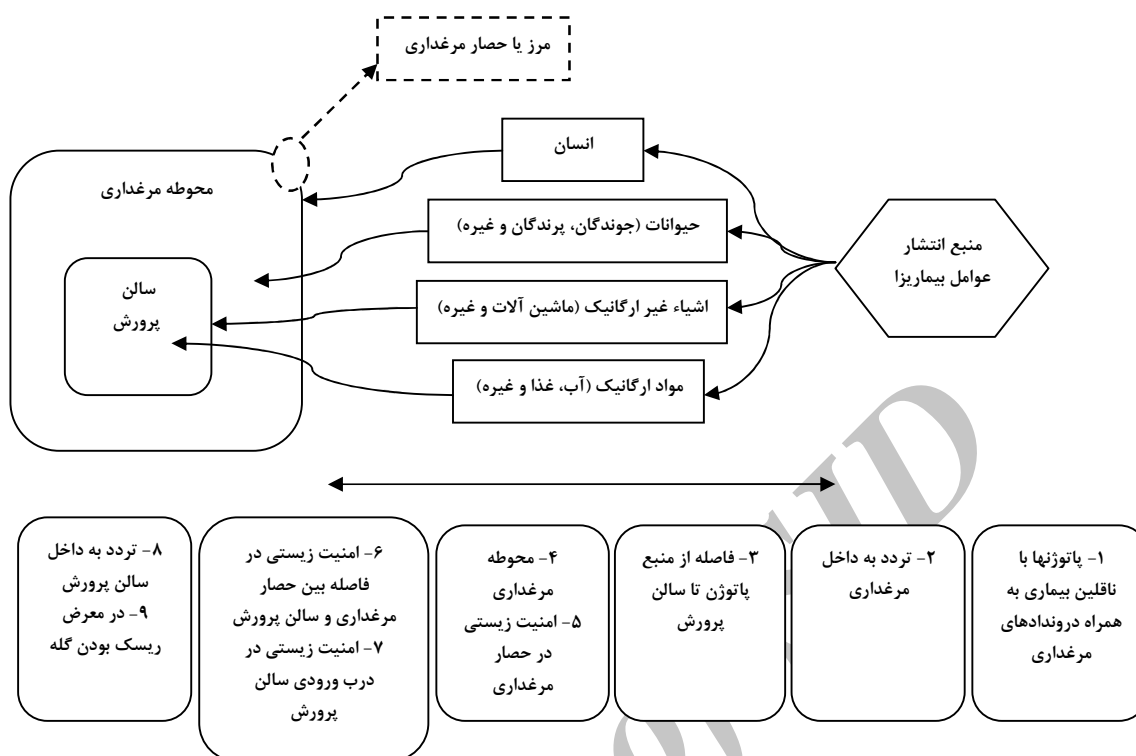 مرز یا حصار مرغداری
انسان
حیوانات (جوندگان، پرندگان و غیره)
اشیاء غیر ارگانیک (ماشین آلات و غیره)
مواد ارگانیک (آب، غذا و غیره)
منبع انتشار
عوامل بیماریزا
محوطه مرغداری
سالن
پرورش
۱- پاتوژنها با
ناقلین بیماری به
همراه دروندادهای
مرغداری
۲- تردد به داخل
مرغداری
۳- فاصله از منبع
پاتوژن تا سالن
پرورش
۴- محوطه
مرغداری
۵- امنیت زیستی
در حصار
مرغداری
۶- امنیت زیستی در
فاصله بین حصار
مرغداری و سالن پرورش
۷- امنیت زیستی در
درب ورودی سالن
پرورش
۸- تردد به داخل
سالن پرورش
۹- در معرض
ریسک بودن گله